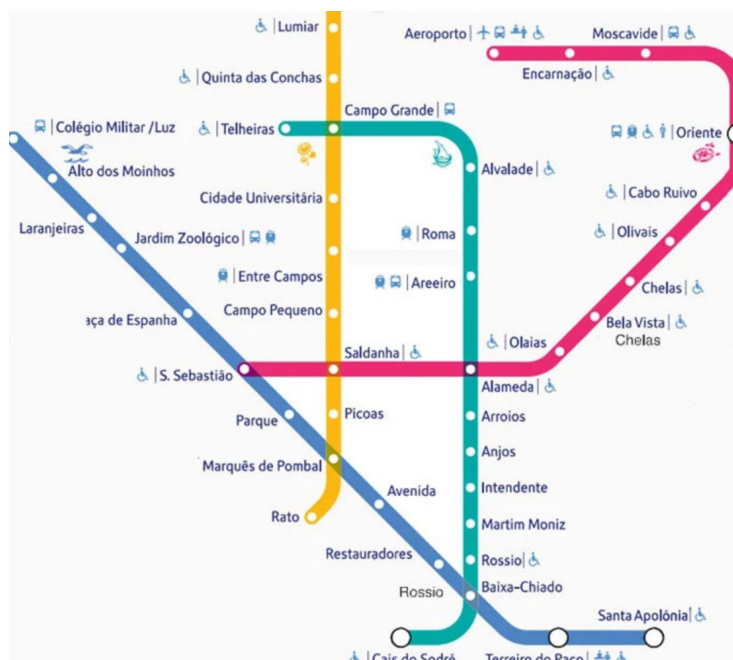 Lumiar
Aeroporto
Moscavide
Encarnação
Quinta das Conchas
Campo Grande
Colégio Militar /Luz
Telheiras
Oriente
Alto dos Moinhos
Alvalade
Cidade Universitária
Cabo Ruivo
Laranjeiras
Jardim Zoológico
Roma
Olivais
Entre Campos
Areeiro
Chelas
Campo Pequeno
aça de Espanha
Bela Vista
Chelas
Olaias
Saldanha
S. Sebastião
Alameda
Parque
Picoas
Arroios
Anjos
Marquês de Pombal
Avenida
Intendente
Rato
Martim Moniz
Restauradores
Rossio
Baixa-Chiado
Rossio
Santa Apolónia
Cais do Sodré
Terreiro do Paço